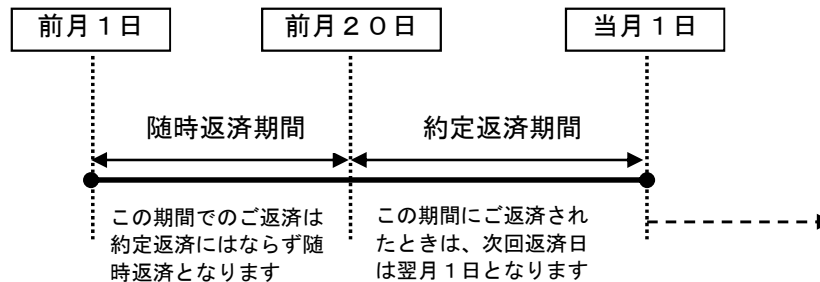 前月1日
前月20日
当月1日
随時返済期間
約定返済期間
この期間でのご返済は
約定返済にはならず随
時返済となります
この期間にご返済され
たときは、次回返済日
は翌月1日となります